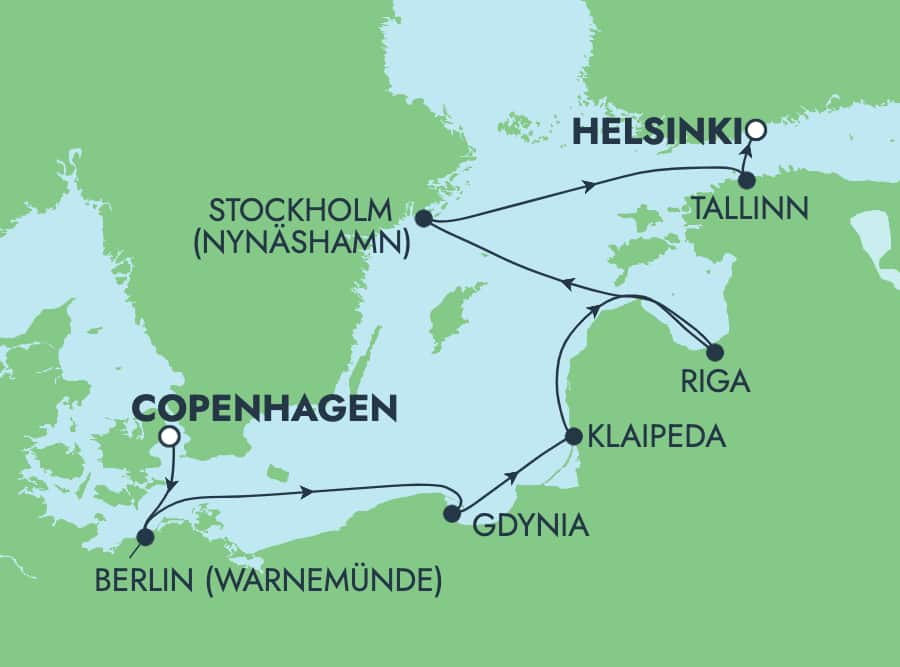 HELSINKI
TALLINN
STOCKHOLM
(NYNÄSHAMN)
RIGA
COPENHAGEN
KLAIPEDA
GDYNIA
BERLIN (WARNEMÜNDE)